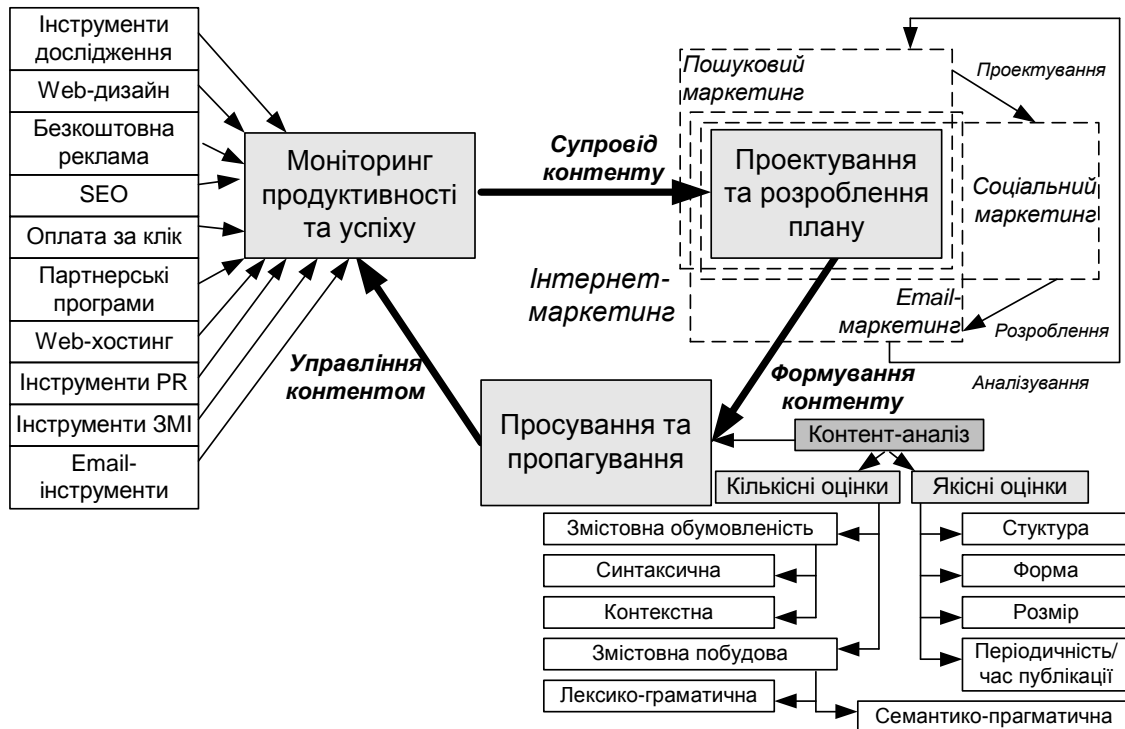 Інструменти
дослідження
Web-дизайн
Безкоштовна
реклама
SEO
Оплата за клік
Партнерські
програми
Web-хостинг
Інструменти PR
Інструменти ЗМІ
Email-
інструменти
Моніторинг
продуктивності
та успіху
Супровід
контенту
Пошуковий
маркетинг
Проектування
Проектування
та розроблення
плану
Соціальний
маркетинг
Інтернет-
маркетинг
Email-
маркетинг
Розроблення
Аналізування
Управління
контентом
Формування
контенту
Просування та
пропагування
Контент-аналіз
Кількісні оцінки
Якісні оцінки
Змістовна обумовленість
Синтаксична
Контекстна
Змістовна побудова
Лексико-граматична
Семантико-прагматична
Стуктура
Форма
Розмір
Періодичність/
час публікації